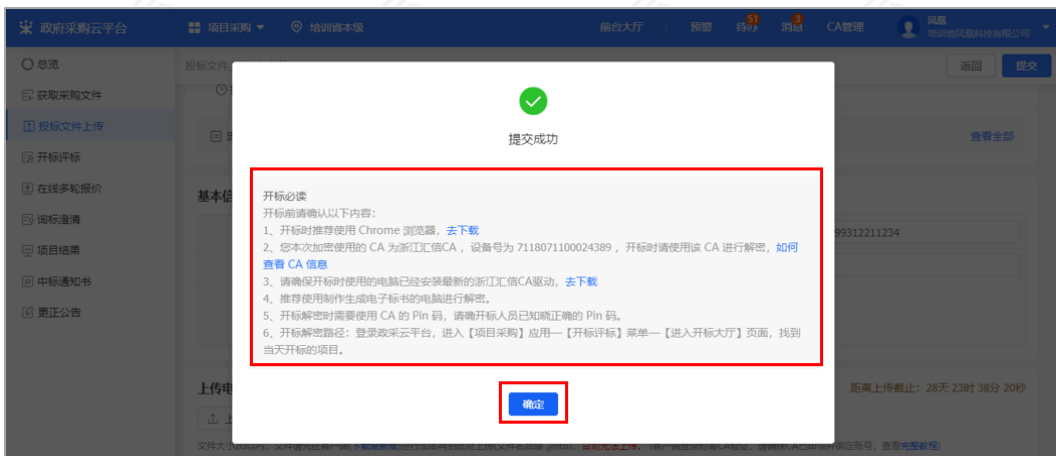 政府采购云平台
项目采购
培训省本级
前台大厅
预警
待办
51
消息
3
CA管理
凤凰
培训省凤凰科技有限公司
总览
获取采购文件
投标文件上传
开标评标
在线多轮报价
询标澄清
项目结果
中标通知书
更正公告
投标文件
返回
提交
查看全部
基本信
99312211234
提交成功
开标必读
开标前请确认以下内容：
1、开标时推荐使用 Chrome 浏览器，去下载
2、您本次加密使用的 CA 为浙江汇信CA ，设备号为 7118071100024389 ，开标时请使用该 CA 进行解密，如何
查看 CA 信息
3、请确保开标时使用的电脑已经安装最新的浙江汇信CA驱动，去下载
4、推荐使用制作生成电子标书的电脑进行解密。
5、开标解密时需要使用 CA 的 Pin 码，请确开标人员已知晓正确的 Pin 码。
6、开标解密路径：登录政采云平台，进入【项目采购】应用—【开标评标】菜单—【进入开标大厅】页面，找到
当天开标的项目。
确定
上传电
距离上传截止：28天 23时 38分 20秒
查看完整教程)